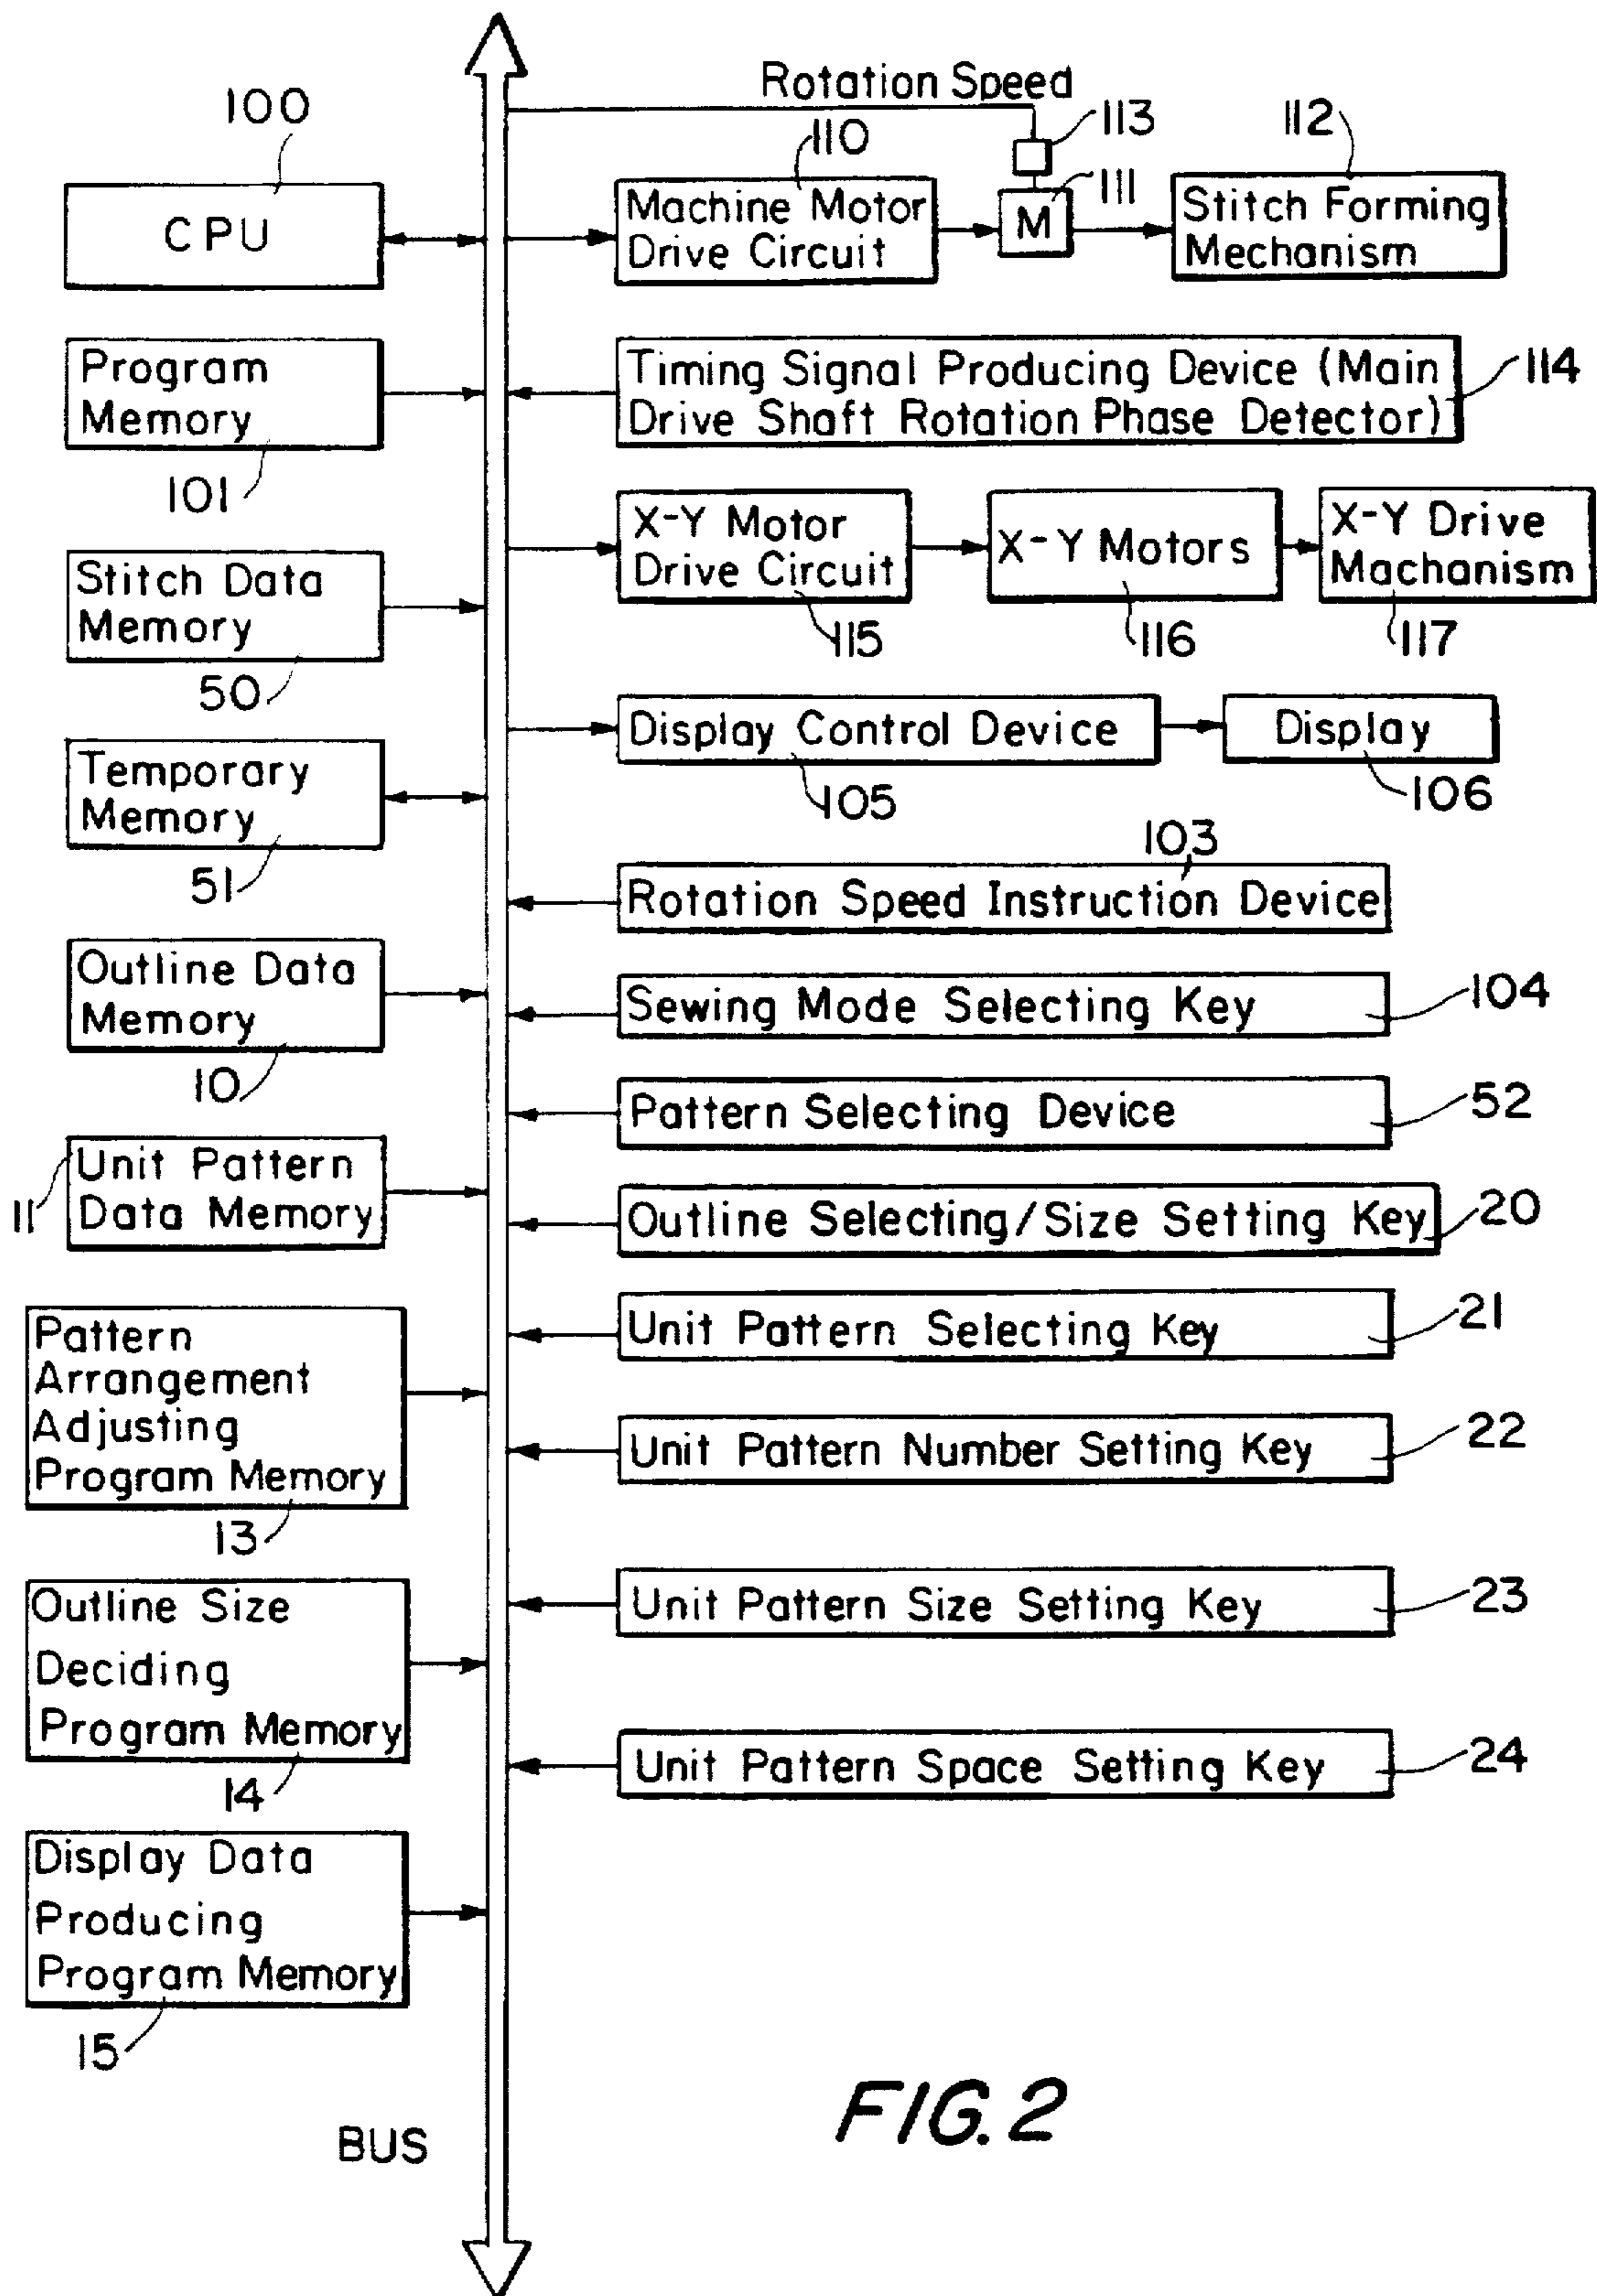 Rotation Speed
100
110
113
112
111
CPU
Machine Motor
Drive Circuit
M
Stitch Forming
Mechanism
Program
Memory
101
Timing Signal Producing Device (Main
Drive Shaft Rotation Phase Detector)
114
Stitch Data
Memory
50
X-Y Motor
Drive Circuit
115
X-Y Motors
116
X-Y Drive
Machanism
117
Temporary
Memory
51
Display Control Device
105
Display
106
103
Rotation Speed Instruction Device
Outline Data
Memory
10
Sewing Mode Selecting Key
104
Pattern Selecting Device
52
11
Unit Pattern
Data Memory
Outline Selecting/Size Setting Key
20
Pattern
Arrangement
Adjusting
Program Memory
13
Unit Pattern Selecting Key
21
Unit Pattern Number Setting Key
22
Outline Size
Deciding
Program Memory
14
Unit Pattern Size Setting Key
23
Unit Pattern Space Setting Key
24
Display Data
Producing
Program Memory
15
BUS
FIG. 2